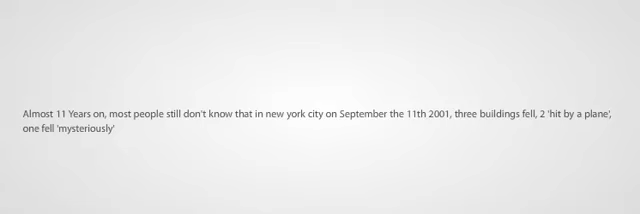 Almost 11 Years on, most people still don't know that in new york city on September the 11th 2001, three buildings fell, 2 'hit by a plane',
one fell 'mysteriously'